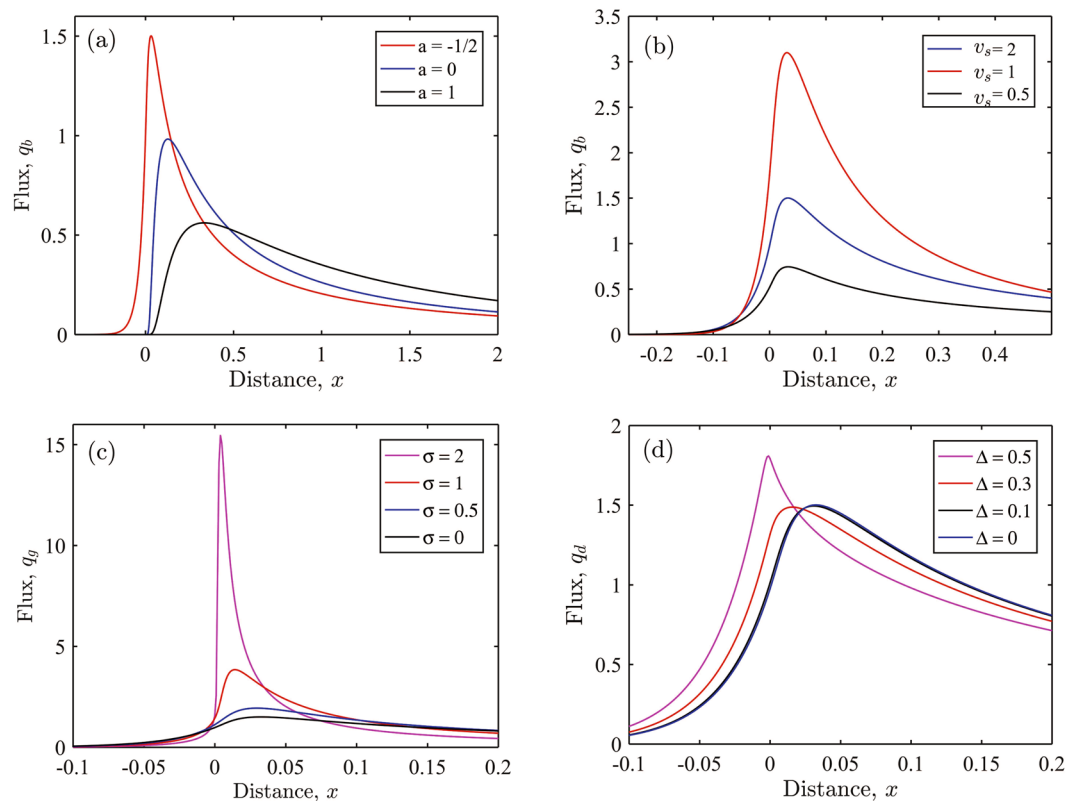 (a)
a = -1/2
a = 0
a = 1
1.5
1
0.5
0
Flux, q_b
0 0.5 1 1.5 2
Distance, x
(b)
v_s = 2
v_s = 1
v_s = 0.5
3.5
3
2.5
2
1.5
1
0.5
0
Flux, q_b
-0.2 -0.1 0 0.1 0.2 0.3 0.4
Distance, x
(c)
σ = 2
σ = 1
σ = 0.5
σ = 0
15
10
5
0
Flux, q_g
-0.1 -0.05 0 0.05 0.1 0.15 0.2
Distance, x
(d)
Δ = 0.5
Δ = 0.3
Δ = 0.1
Δ = 0
2
1.5
1
0.5
0
Flux, q_d
-0.1 -0.05 0 0.05 0.1 0.15 0.2
Distance, x